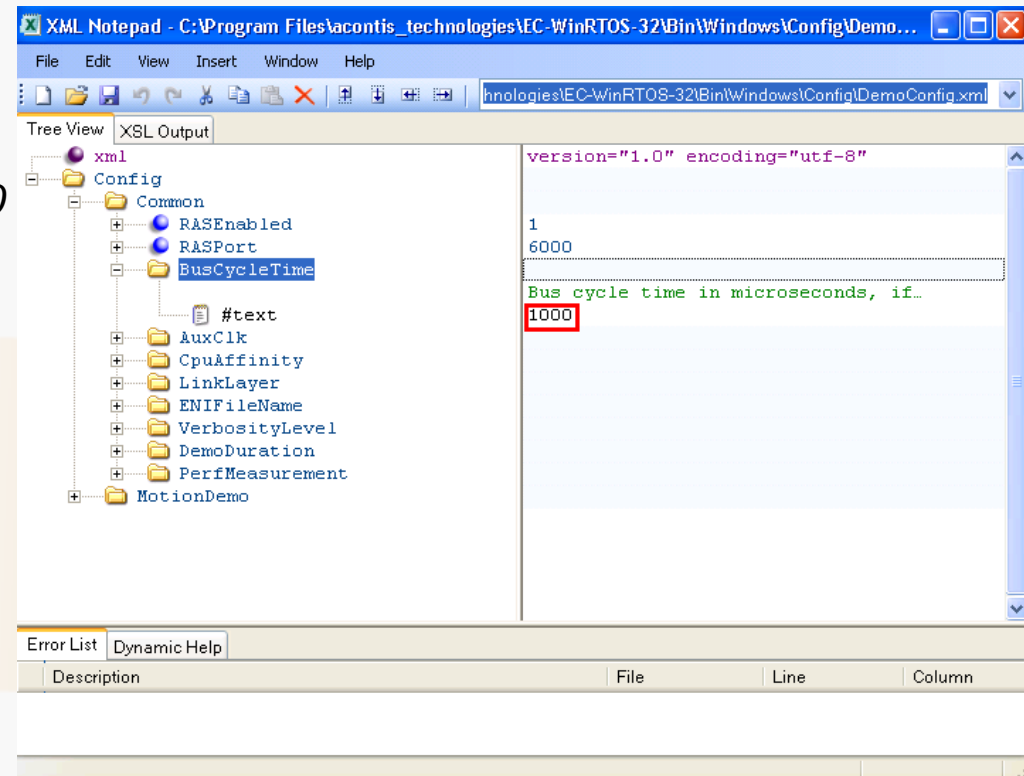 XML Notepad - C:\Program Files\acontis_technologies\EC-WinRTOS-32\Bin\Windows\Config\Demo...
File Edit View Insert Window Help
hnologies\EC-WinRTOS-32\Bin\Windows\Config\DemoConfig.xml
Tree View XSL Output
xml version="1.0" encoding="utf-8"
Config
Common
RASEnabled 1
RASPort 6000
BusCycleTime
Bus cycle time in microseconds, if…
#text 1000
AuxClk
CpuAffinity
LinkLayer
ENIFileName
VerbosityLevel
DemoDuration
PerfMeasurement
MotionDemo
Error List Dynamic Help
Description File Line Column